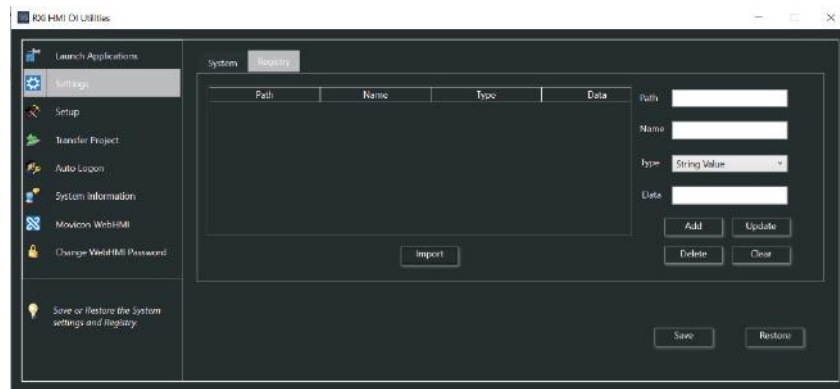 RXi HMI OI Utilities
Launch Applications
Settings
Setup
Transfer Project
Auto Logon
System Information
Movicon WebHMI
Change WebHMI Password
Save or Restore the System
settings and Registry.
System
Registry
Path Name Type Data
Import
Path
Name
Type String Value
Data
Add Update
Delete Clear
Save Restore